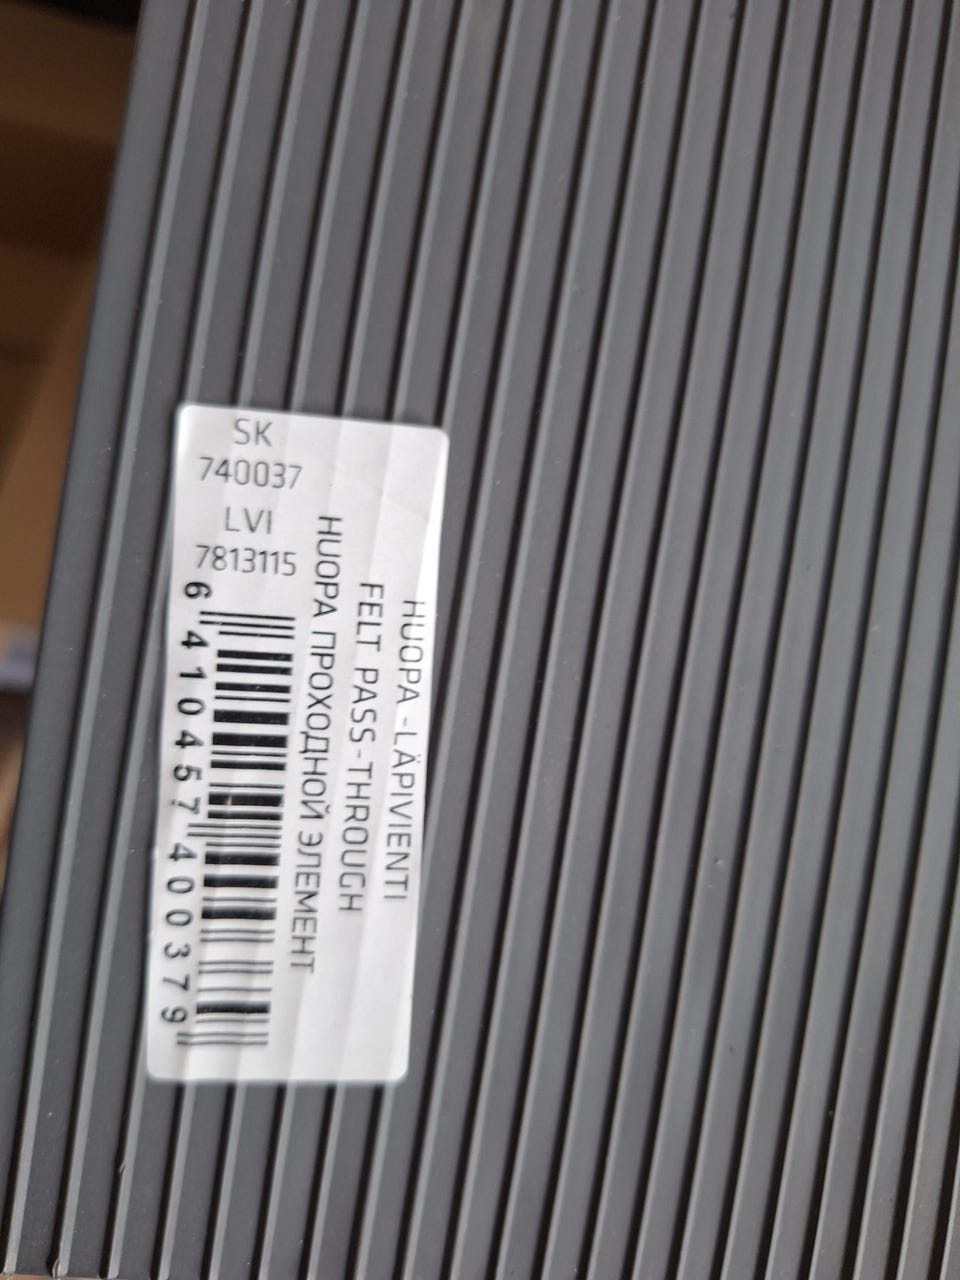 SK
740037
LVI
7813115
HUOPA -LÄPIVIENTI
FELT PASS-THROUGH
HUOPA ПРОХОДНОЙ ЭЛЕМЕНТ
6 410457 400379